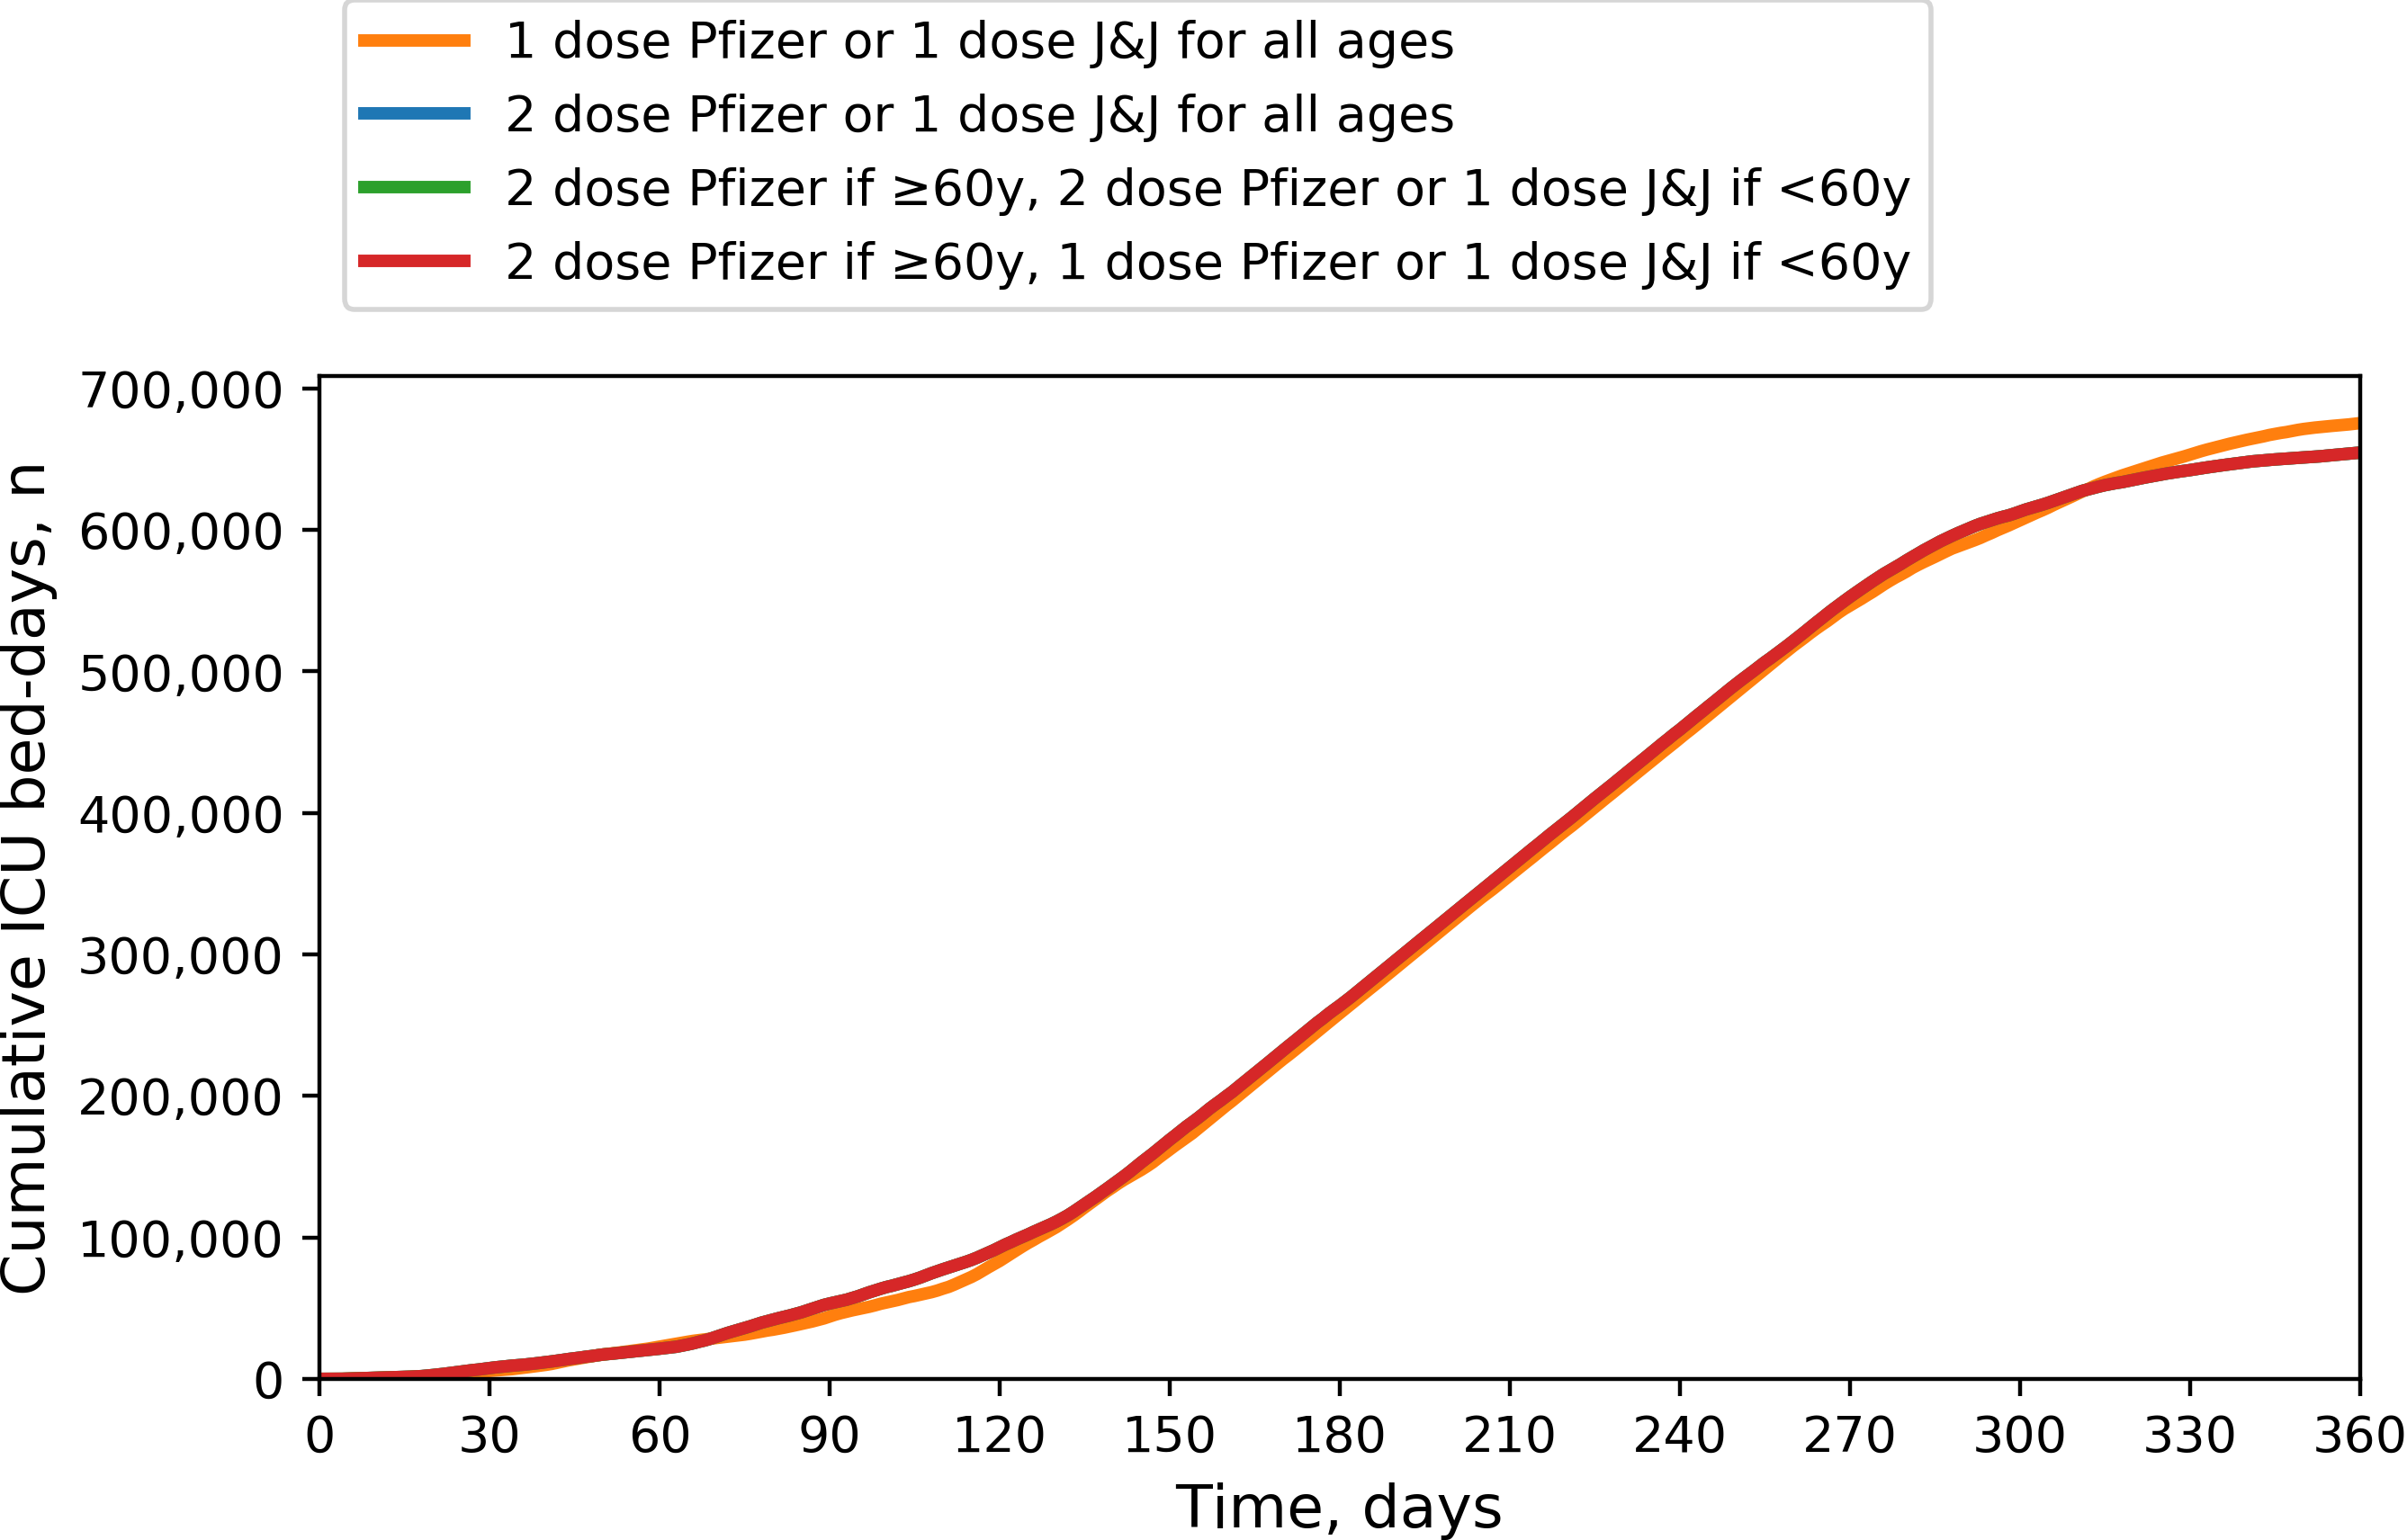 1 dose Pfizer or 1 dose J&J for all ages
2 dose Pfizer or 1 dose J&J for all ages
2 dose Pfizer if ≥60y, 2 dose Pfizer or 1 dose J&J if <60y
2 dose Pfizer if ≥60y, 1 dose Pfizer or 1 dose J&J if <60y
Cumulative ICU bed-days, n
700,000
600,000
500,000
400,000
300,000
200,000
100,000
0
0 30 60 90 120 150 180 210 240 270 300 330 360
Time, days